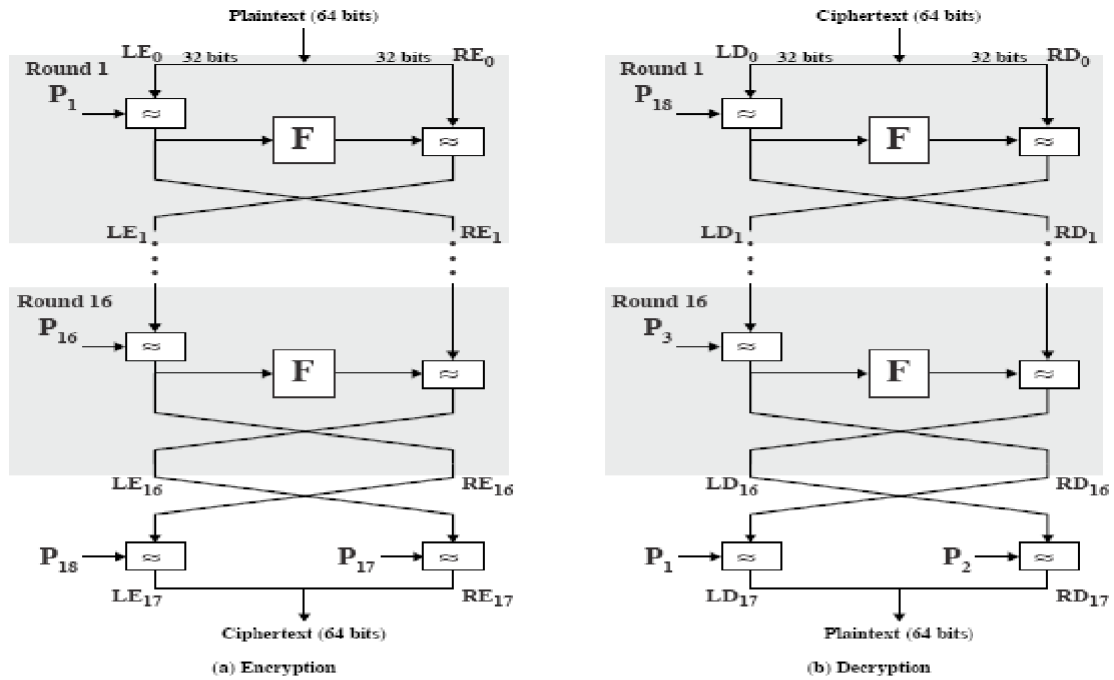 Plaintext (64 bits)
LE0 32 bits 32 bits RE0
Round 1
P1
≈
F
≈
LE1 RE1
Round 16
P16
≈
F
≈
LE16 RE16
P18 ≈ P17 ≈
LE17 RE17
Ciphertext (64 bits)
(a) Encryption
Ciphertext (64 bits)
LD0 32 bits 32 bits RD0
Round 1
P18
≈
F
≈
LD1 RD1
Round 16
P3
≈
F
≈
LD16 RD16
P1 ≈ P2 ≈
LD17 RD17
Plaintext (64 bits)
(b) Decryption